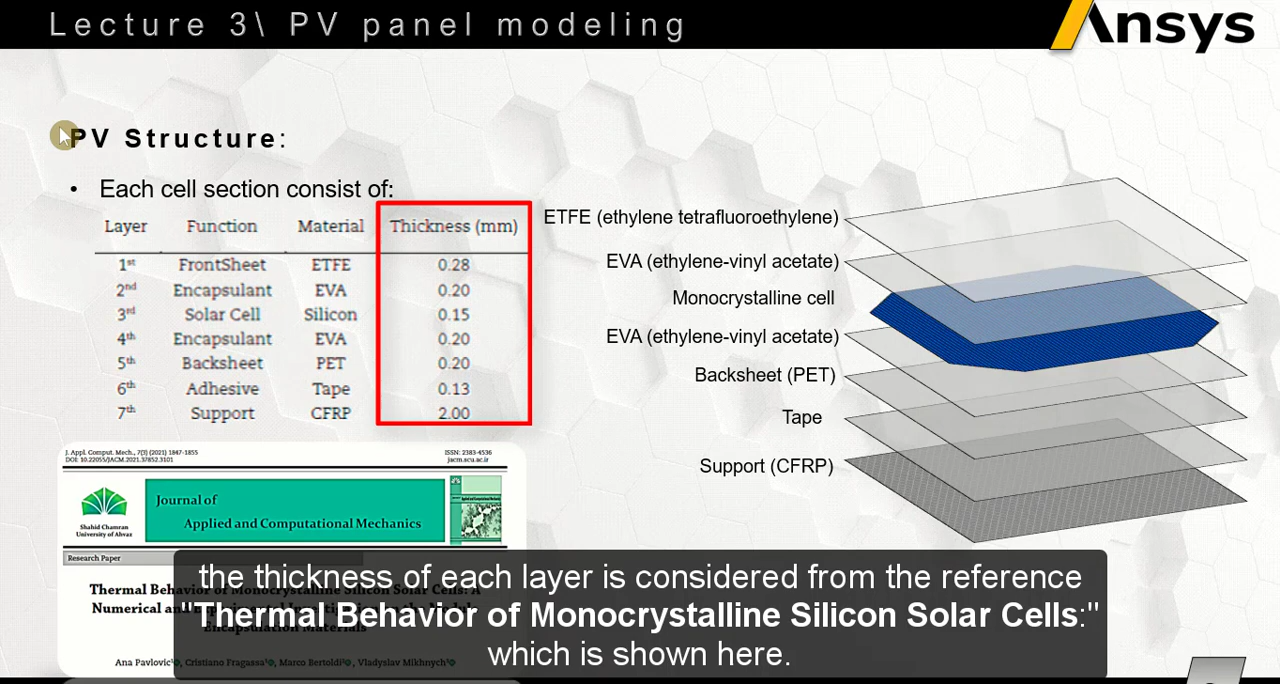 Lecture 3\ PV panel modeling
Ansys
PV Structure:
• Each cell section consist of:
Layer Function Material Thickness (mm)
1st FrontSheet ETFE 0.28
2nd Encapsulant EVA 0.20
3rd Solar Cell Silicon 0.15
4th Encapsulant EVA 0.20
5th Backsheet PET 0.20
6th Adhesive Tape 0.13
7th Support CFRP 2.00
ETFE (ethylene tetrafluoroethylene)
EVA (ethylene-vinyl acetate)
Monocrystalline cell
EVA (ethylene-vinyl acetate)
Backsheet (PET)
Tape
Support (CFRP)
J. Appl. Comput. Mech., 7(3) (2021) 1847-1855
DOI: 10.22055/JACM.2021.37852.3101
ISSN: 2383-4536
jacm.scu.ac.ir
Shahid Chamran
University of Ahvaz
Journal of
Applied and Computational Mechanics
Research Paper
Thermal Behavior of Monocrystalline Silicon Solar Cells: A
Numerical and
Encapsulation Materials
Ana Pavlovic, Cristiano Fragassa, Marco Bertoldi, Vladyslav Mikhnych
the thickness of each layer is considered from the reference
"Thermal Behavior of Monocrystalline Silicon Solar Cells:"
which is shown here.